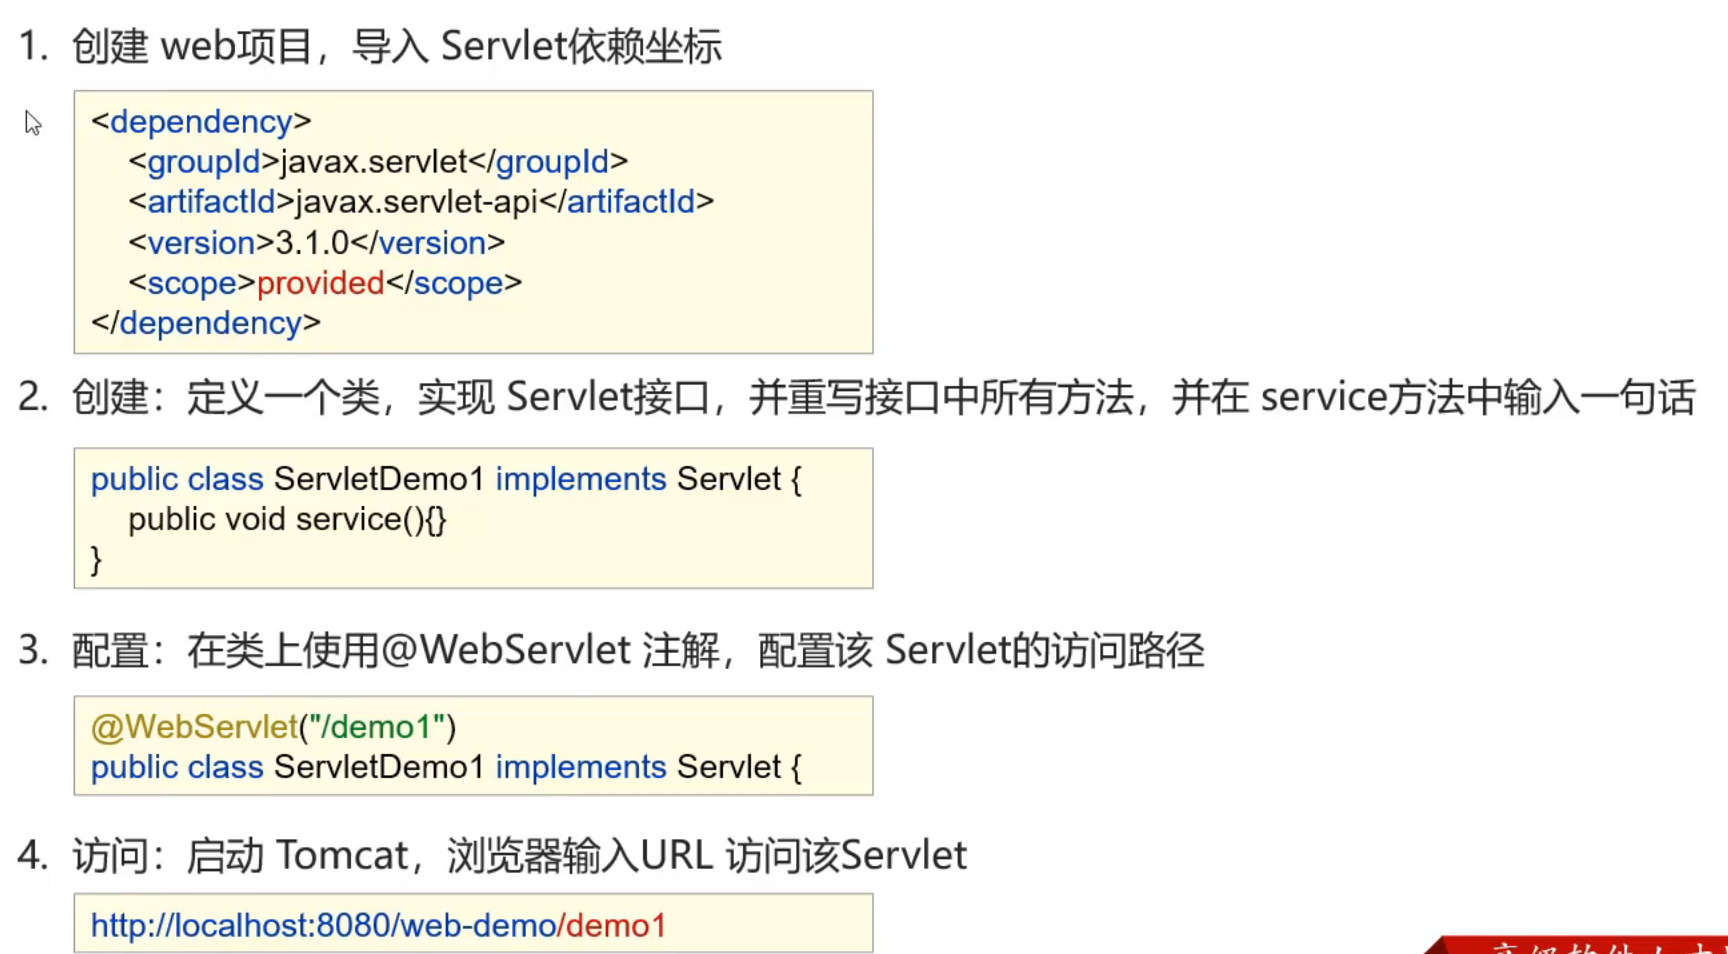 1. 创建 web项目，导入 Servlet依赖坐标
<dependency>
<groupId>javax.servlet</groupId>
<artifactId>javax.servlet-api</artifactId>
<version>3.1.0</version>
<scope>provided</scope>
</dependency>
2. 创建：定义一个类，实现 Servlet接口，并重写接口中所有方法，并在 service方法中输入一句话
public class ServletDemo1 implements Servlet {
public void service(){}
}
3. 配置：在类上使用@WebServlet 注解，配置该 Servlet的访问路径
@WebServlet("/demo1")
public class ServletDemo1 implements Servlet {
4. 访问：启动 Tomcat，浏览器输入URL 访问该Servlet
http://localhost:8080/web-demo/demo1